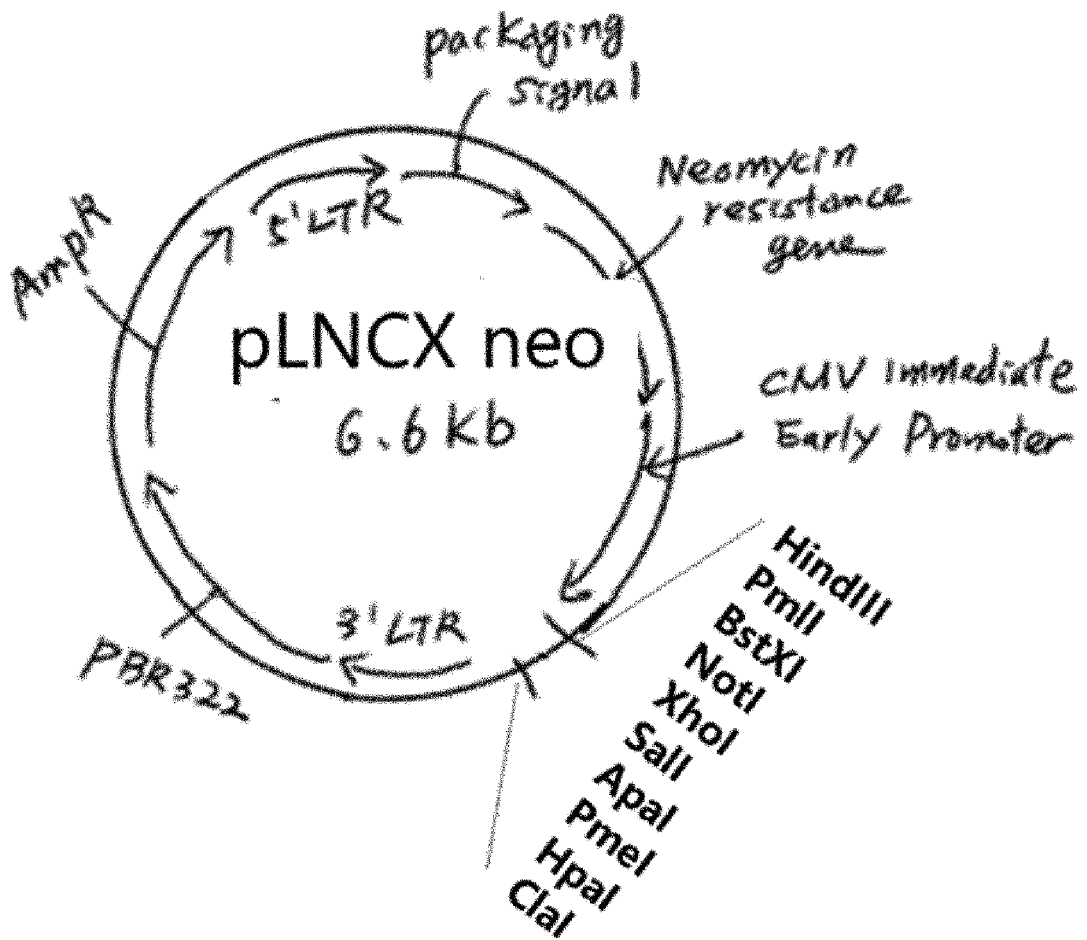 packaging
signal
Neomycin
resistance
gene
Amp^R
5'LTR
pLNCX neo
6.6 Kb
CMV Immediate
Early Promoter
HindIII
PmlI
BstXI
NotI
XhoI
SalI
ApaI
PmeI
HpaI
ClaI
3'LTR
PBR322